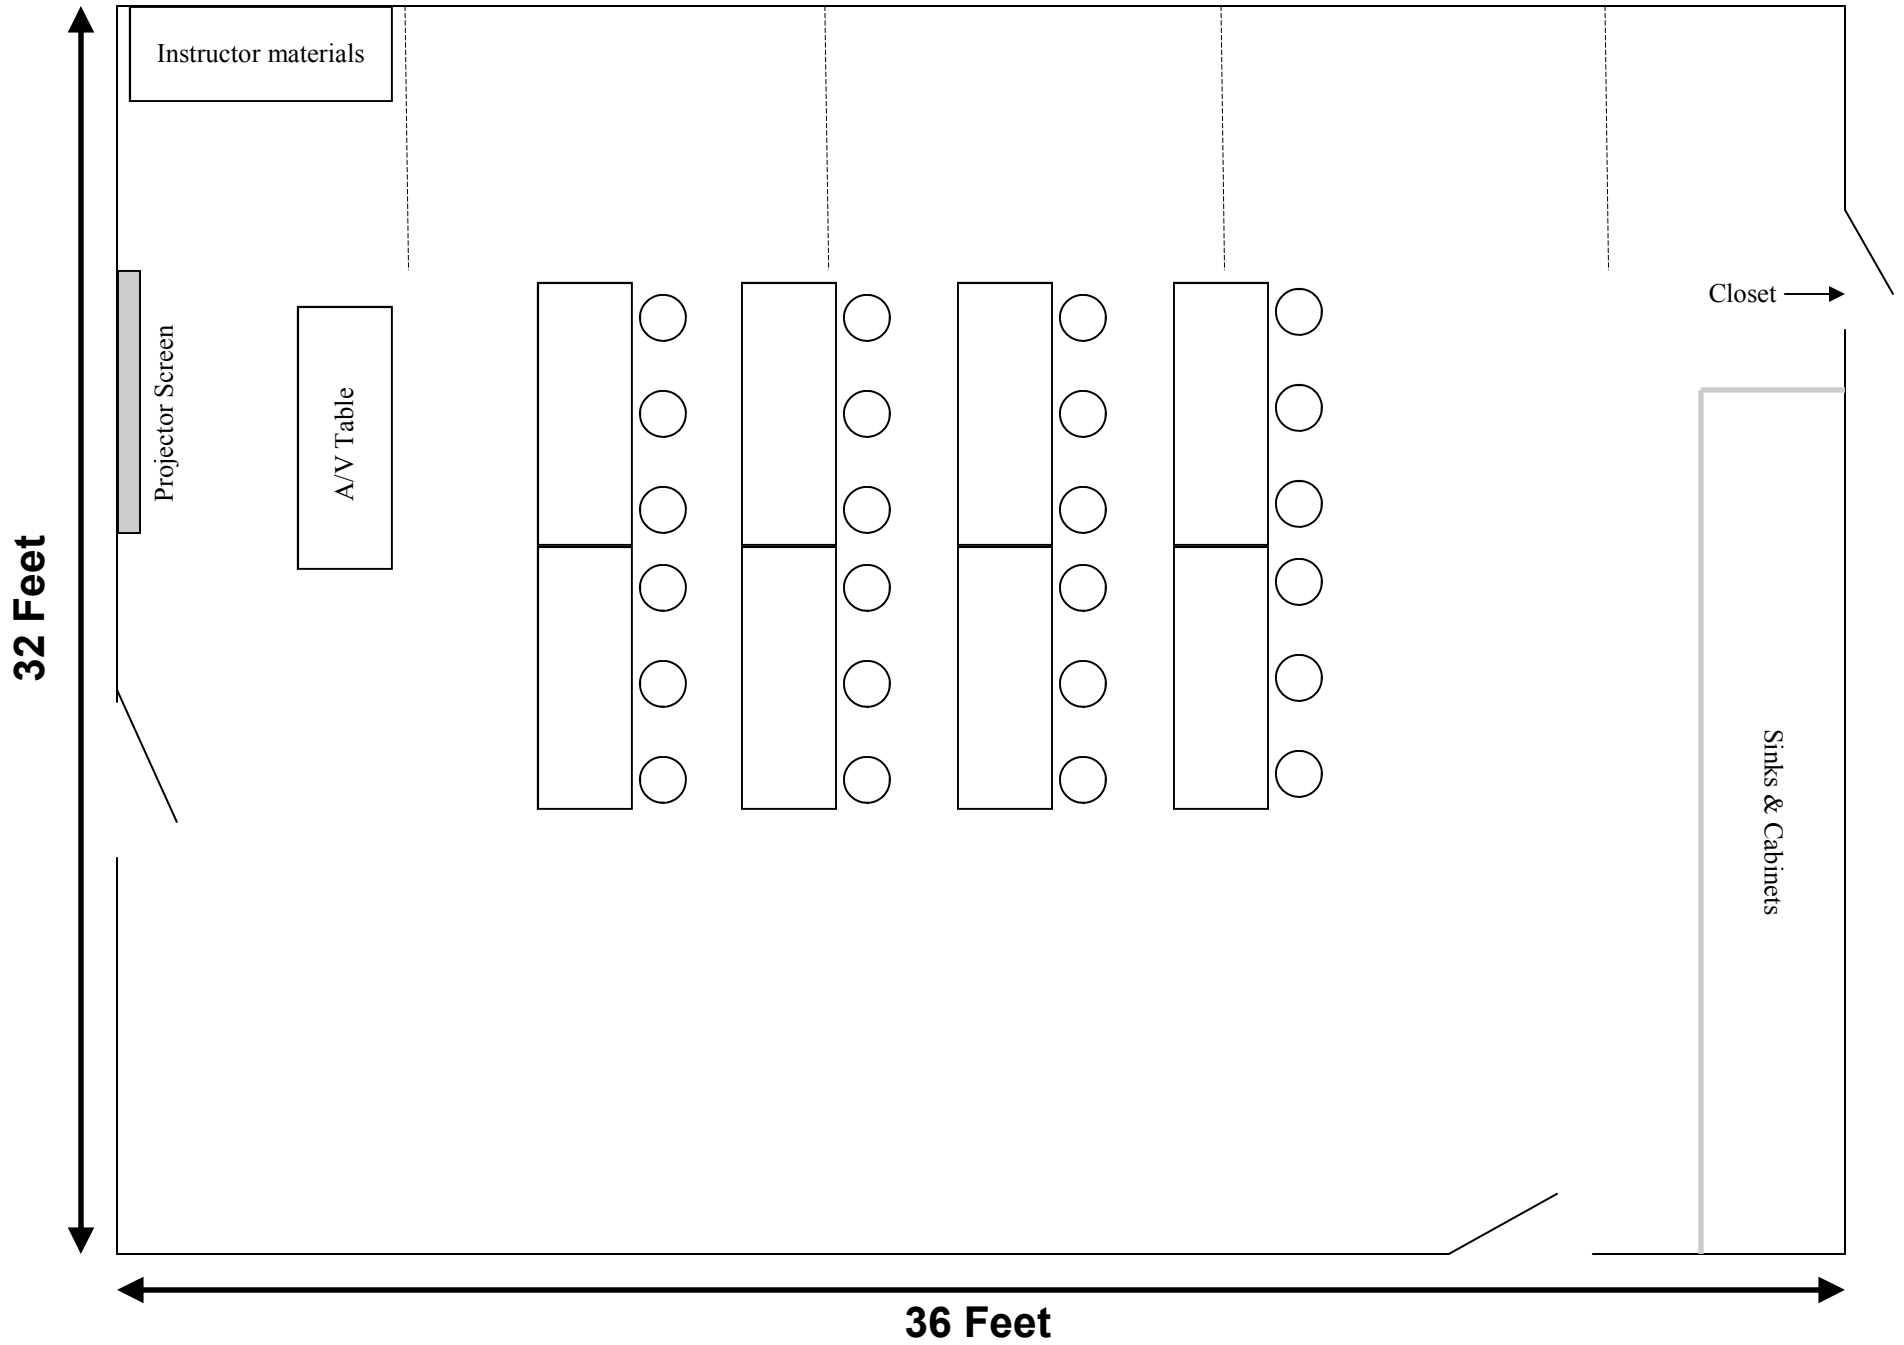 Instructor materials
Projector Screen
A/V Table
Closet
32 Feet
Sinks & Cabinets
36 Feet